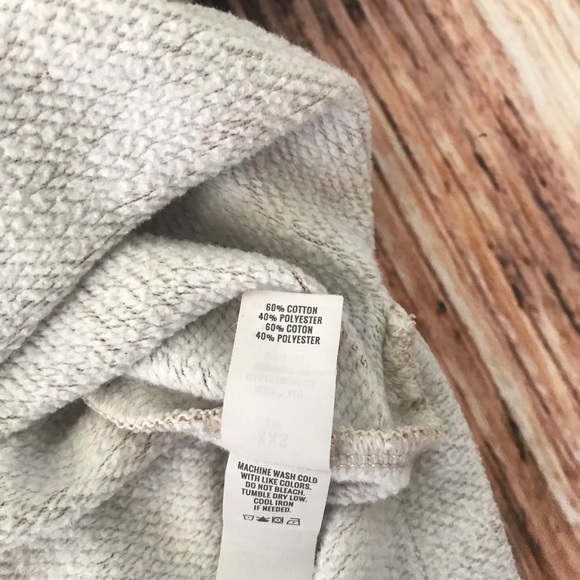 60% COTTON
40% POLYESTER
60% COTON
40% POLYESTER
MACHINE WASH COLD
WITH LIKE COLORS.
DO NOT BLEACH.
TUMBLE DRY LOW.
COOL IRON
IF NEEDED.